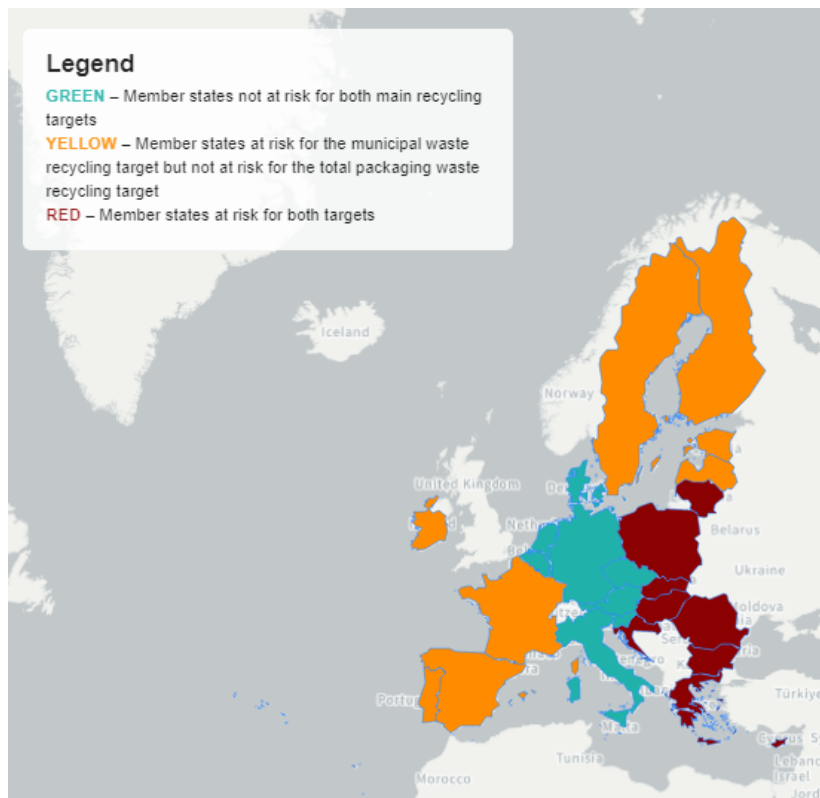 Legend
GREEN – Member states not at risk for both main recycling
targets
YELLOW – Member states at risk for the municipal waste
recycling target but not at risk for the total packaging waste
recycling target
RED – Member states at risk for both targets
Iceland
Norway
United Kingdom
Belarus
Ukraine
Türkiye
Malta
Tunisia
Israel
Morocco